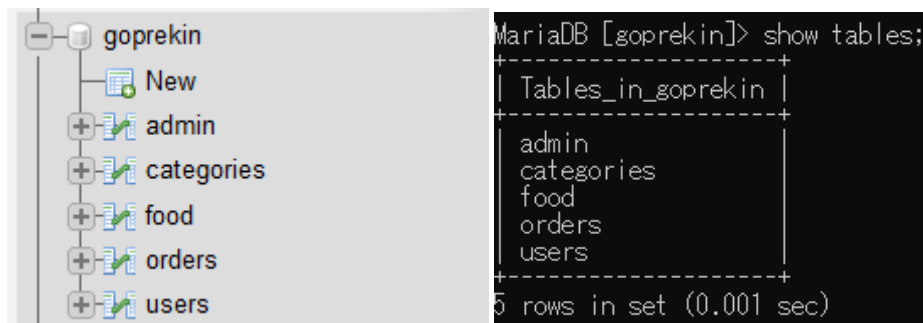 goprekin
New
admin
categories
food
orders
users
MariaDB [goprekin]> show tables;
+--------------------+
| Tables_in_goprekin |
+--------------------+
| admin              |
| categories         |
| food               |
| orders             |
| users              |
+--------------------+
5 rows in set (0.001 sec)